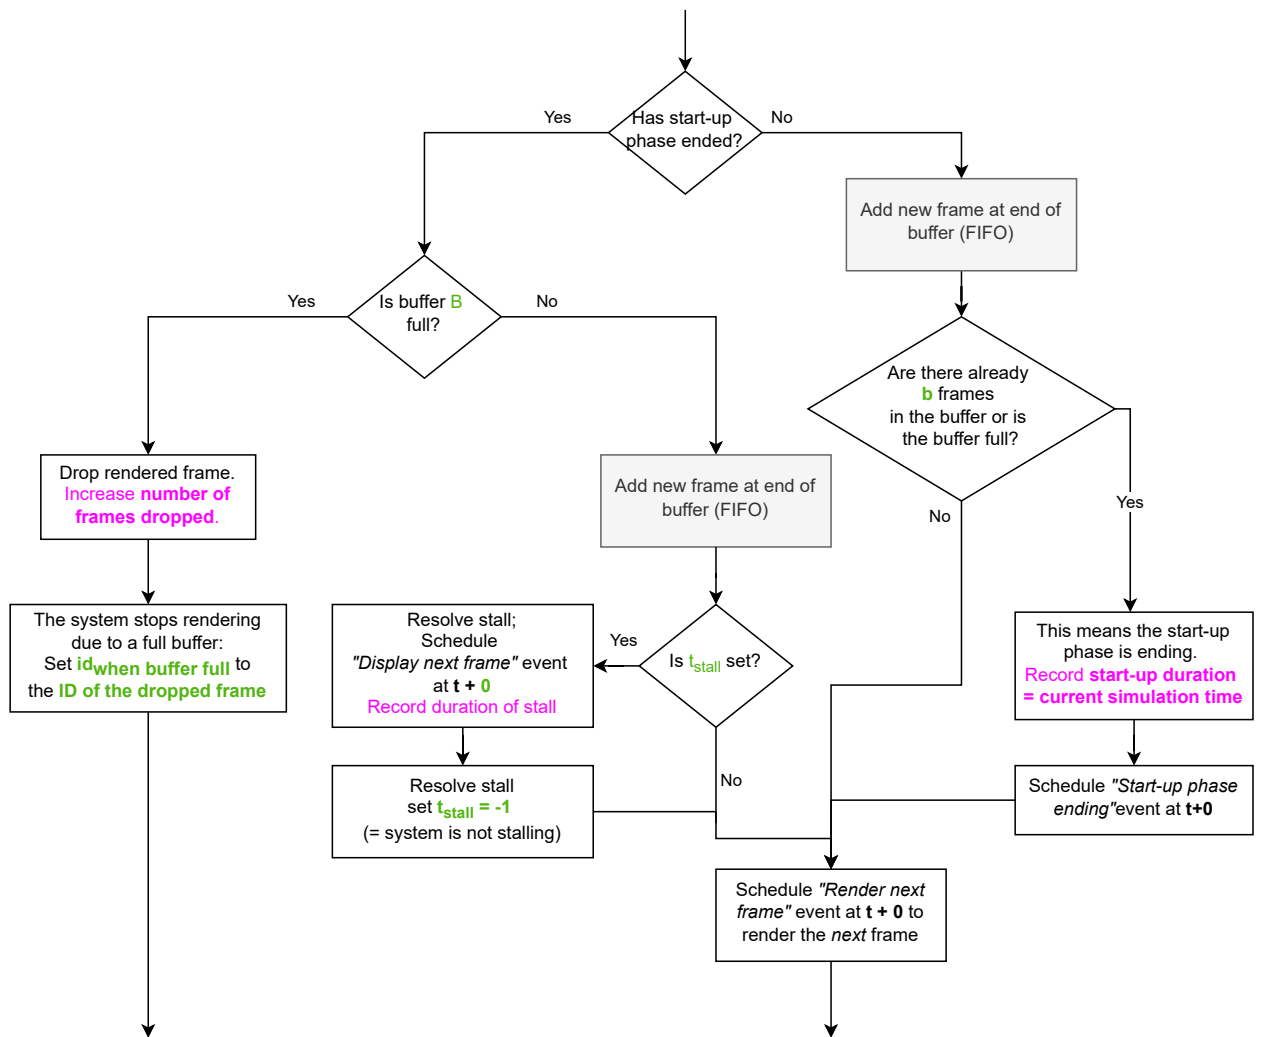 Has start-up
phase ended?
Yes
No
Add new frame at end of
buffer (FIFO)
Is buffer B
full?
Yes
No
Are there already
b frames
in the buffer or is
the buffer full?
No
Yes
Drop rendered frame.
Increase number of
frames dropped.
Add new frame at end of
buffer (FIFO)
The system stops rendering
due to a full buffer:
Set idwhen buffer full to
the ID of the dropped frame
Resolve stall;
Schedule
"Display next frame" event
at t + 0
Record duration of stall
Yes
Is tstall set?
No
This means the start-up
phase is ending.
Record start-up duration
= current simulation time
Resolve stall
set tstall = -1
(= system is not stalling)
Schedule "Start-up phase
ending"event at t+0
Schedule "Render next
frame" event at t + 0 to
render the next frame